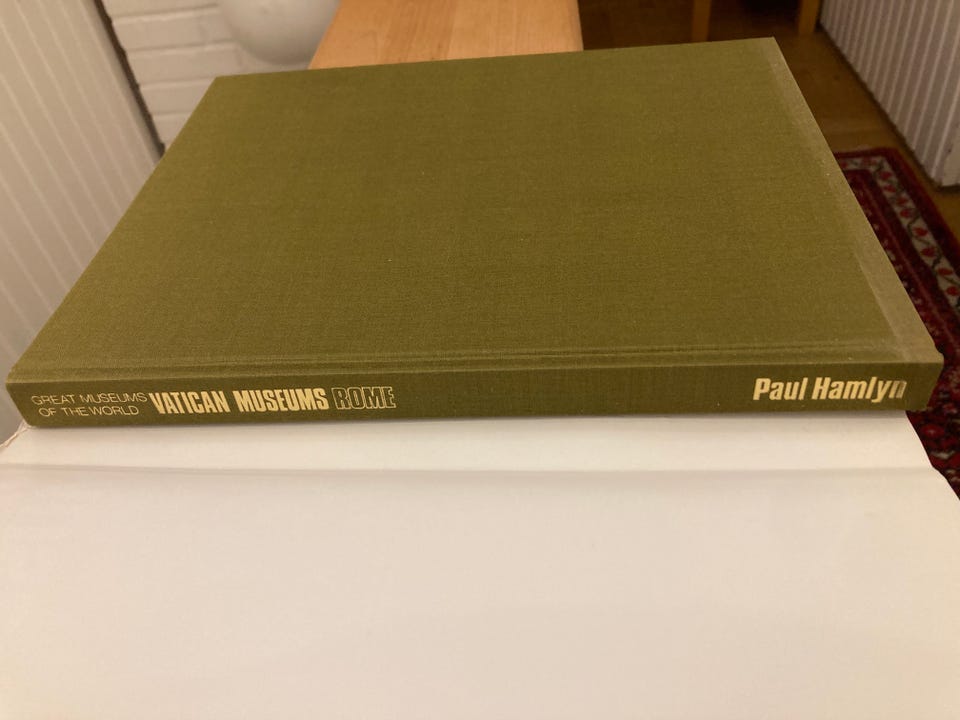 GREAT MUSEUMS
OF THE WORLD
VATICAN MUSEUMS ROME
Paul Hamlyn